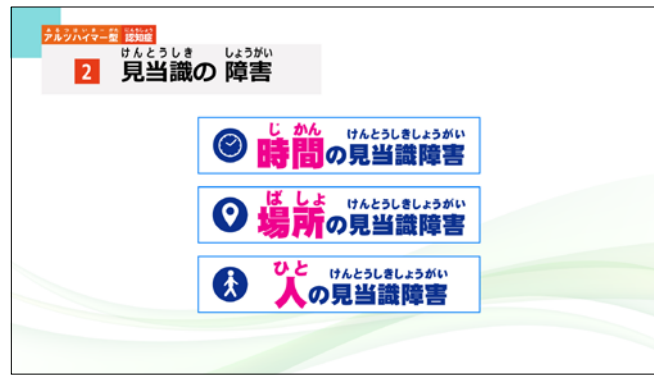 アルツハイマー型 認知症
2 見当識の 障害
けんとうしき しょうがい
じかん けんとうしきしょうがい
時間の見当識障害
ばしょ けんとうしきしょうがい
場所の見当識障害
ひと けんとうしきしょうがい
人の見当識障害